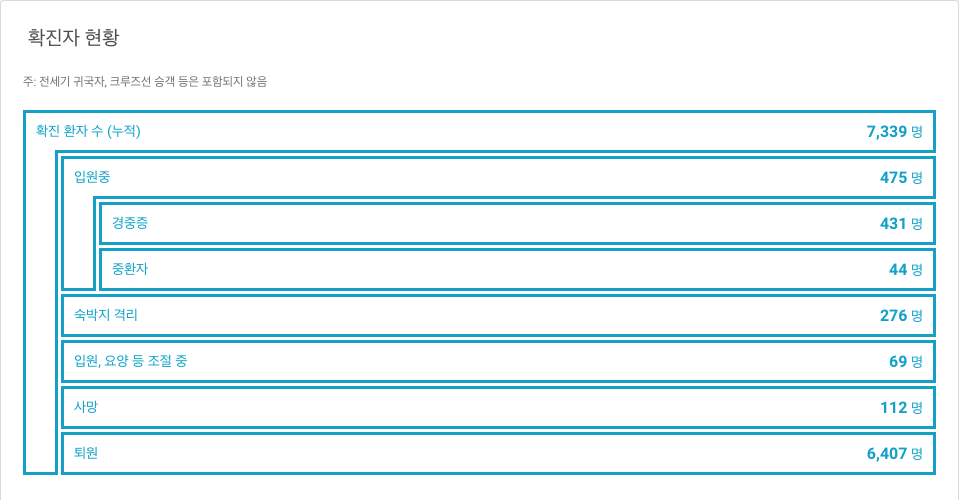 확진자 현황
주: 전세기 귀국자, 크루즈선 승객 등은 포함되지 않음
확진 환자 수 (누적) 7,339 명
입원중 475 명
경중증 431 명
중환자 44 명
숙박지 격리 276 명
입원, 요양 등 조절 중 69 명
사망 112 명
퇴원 6,407 명